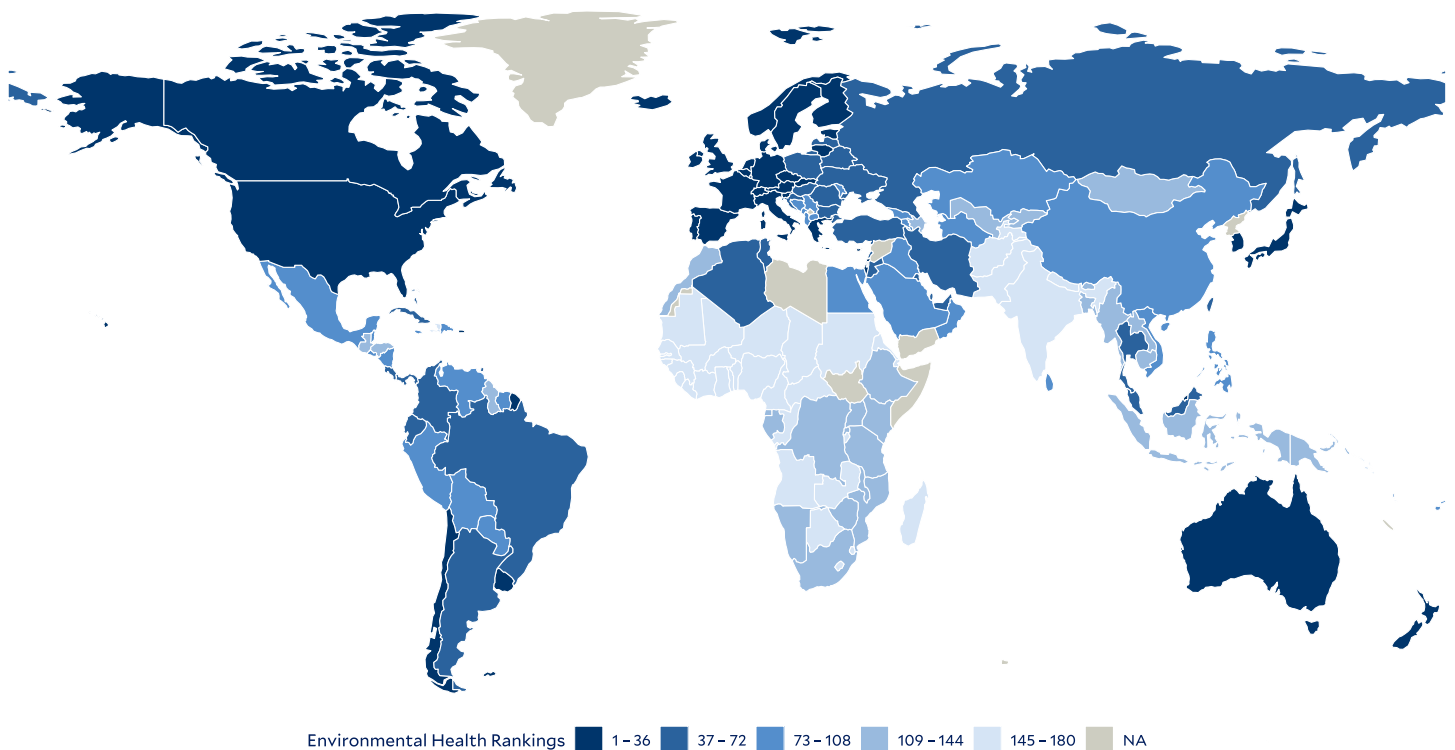 Environmental Health Rankings 1 – 36 37 – 72 73 – 108 109 – 144 145 – 180 NA